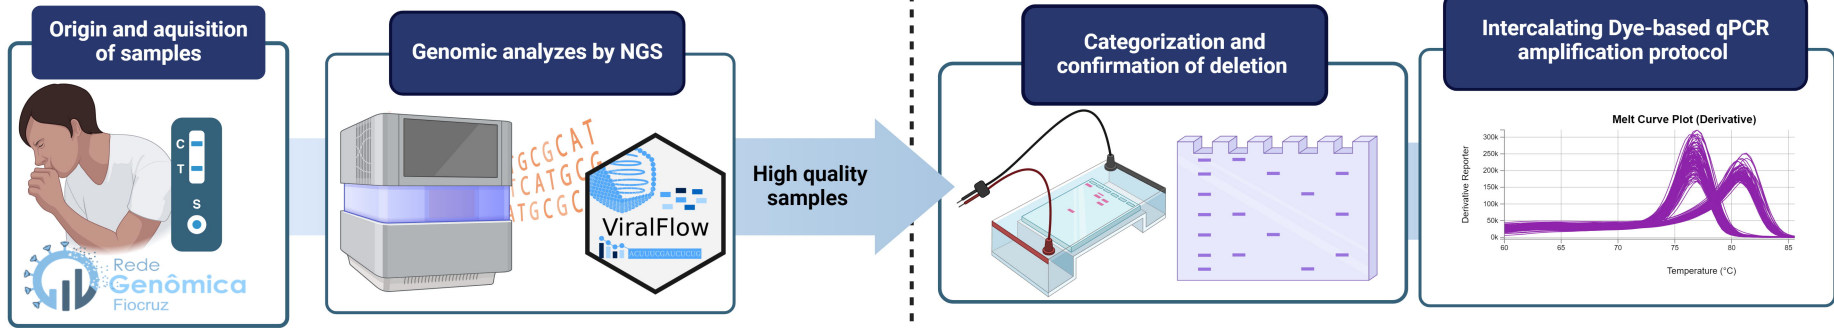 Origin and aquisition
of samples
C
T
S
Rede
Genômica
Fiocruz
Genomic analyzes by NGS
GCGCAT
CATGCG
ATGCGC
ViralFlow
ACUUUCGAUCUCUU
High quality
samples
Categorization and
confirmation of deletion
Intercalating Dye-based qPCR
amplification protocol
Melt Curve Plot (Derivative)
Derivative Reporter
300k
250k
200k
150k
100k
50k
0k
60
65
70
75
80
85
Temperature (°C)